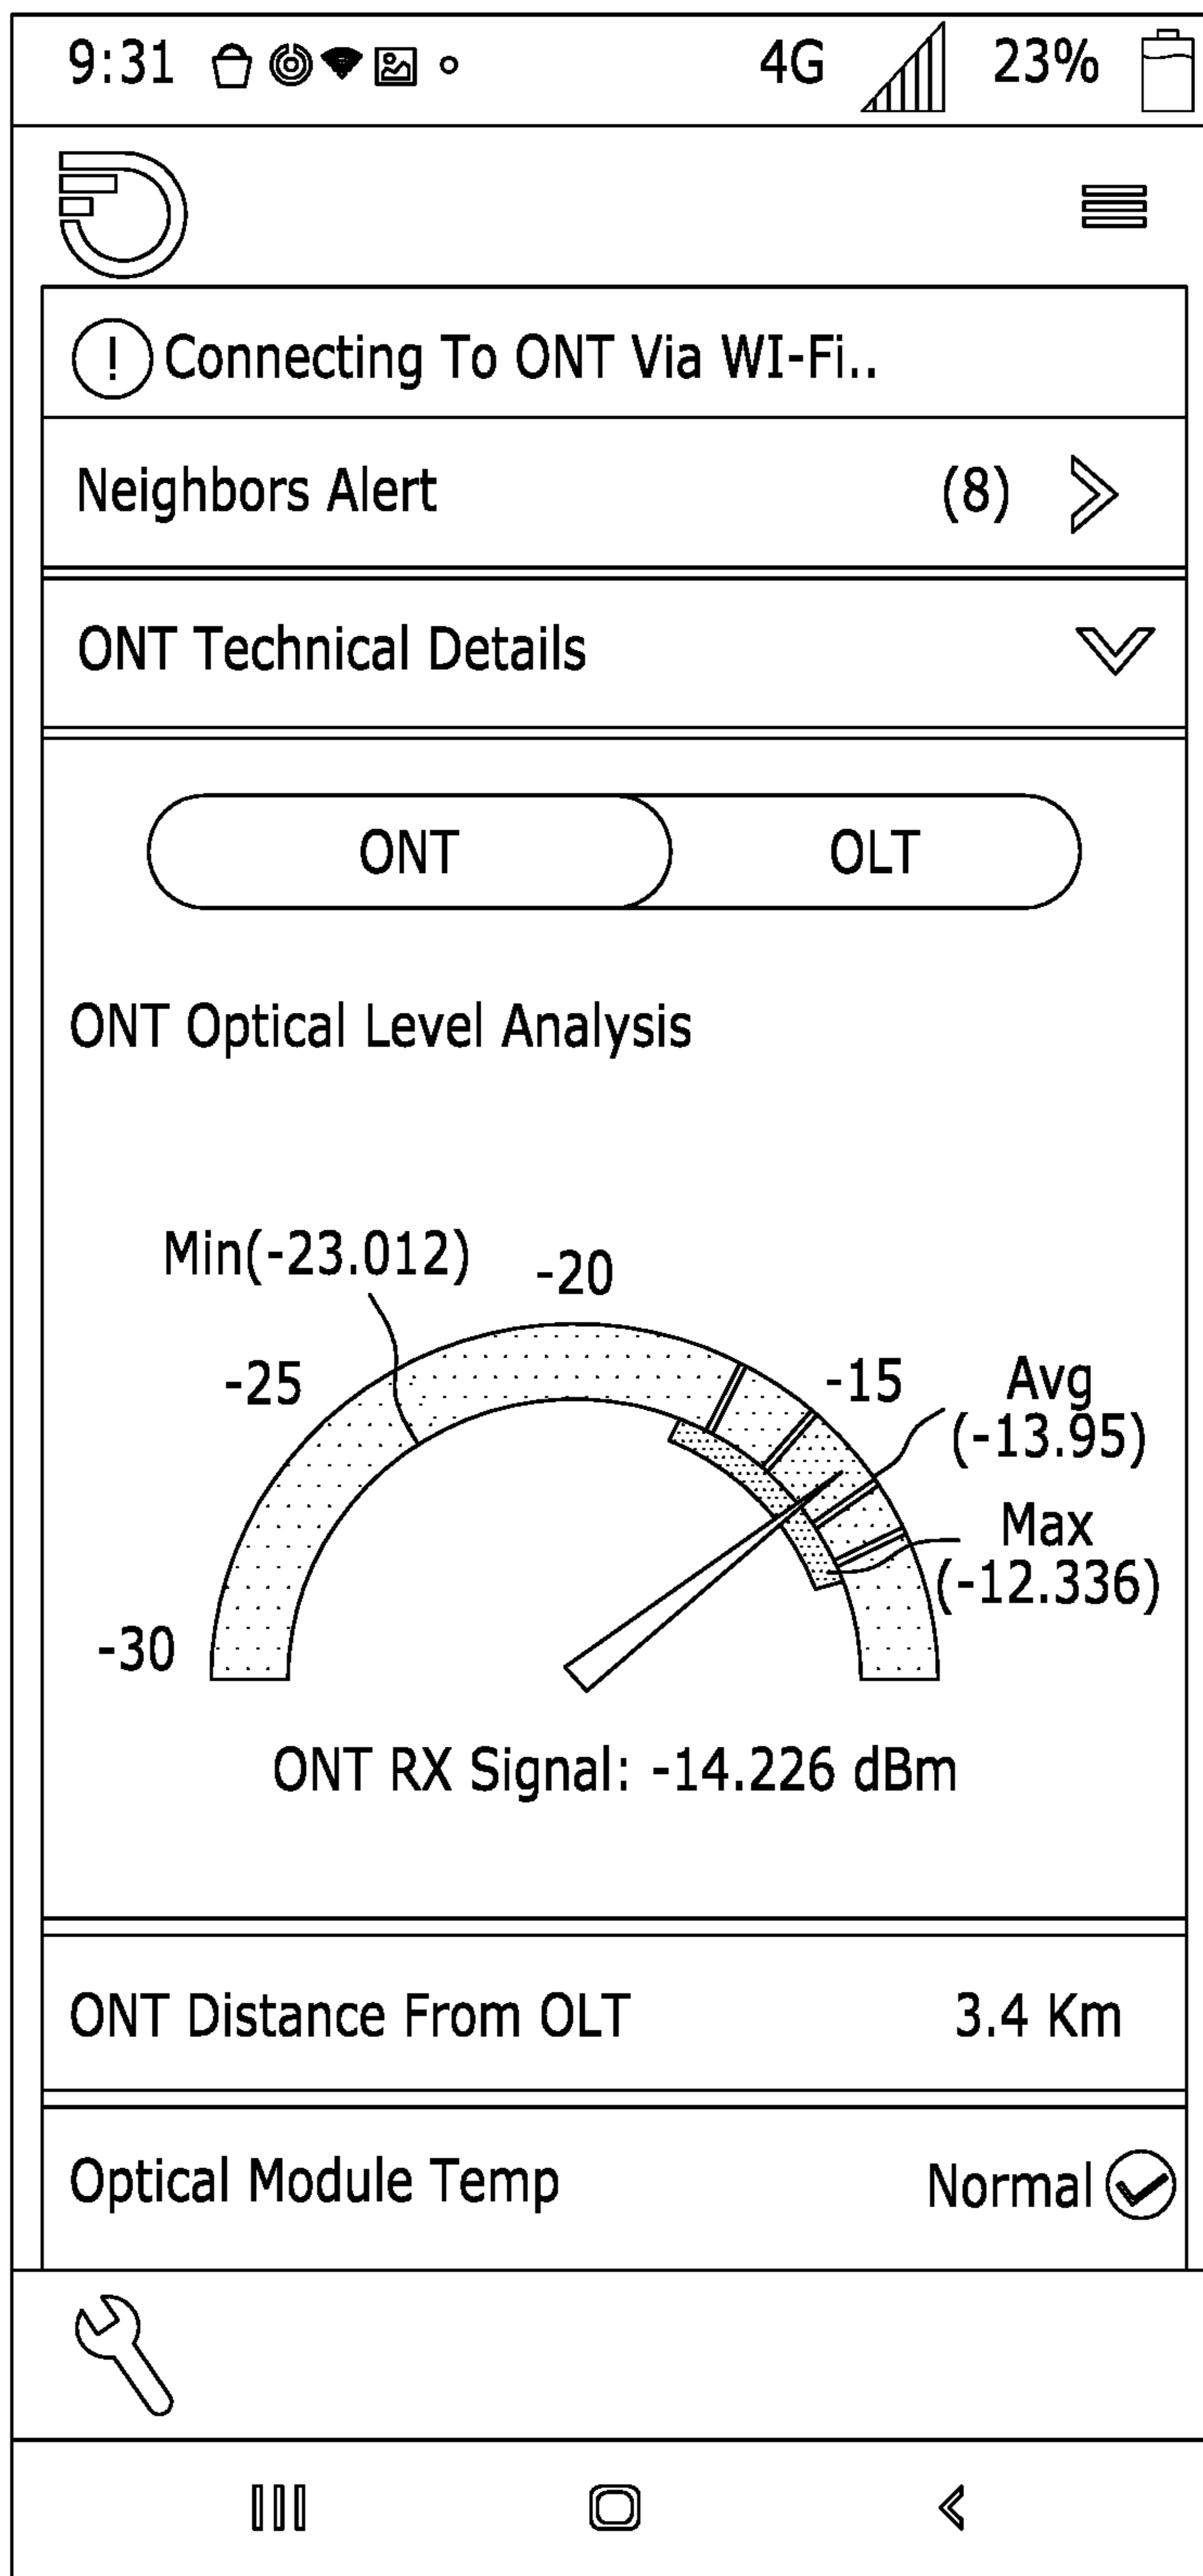 9:31 4G 23%
Connecting To ONT Via WI-Fi..
Neighbors Alert (8)
ONT Technical Details
ONT OLT
ONT Optical Level Analysis
Min(-23.012)
-20
-25
-15
Avg
(-13.95)
Max
(-12.336)
-30
ONT RX Signal: -14.226 dBm
ONT Distance From OLT 3.4 Km
Optical Module Temp Normal